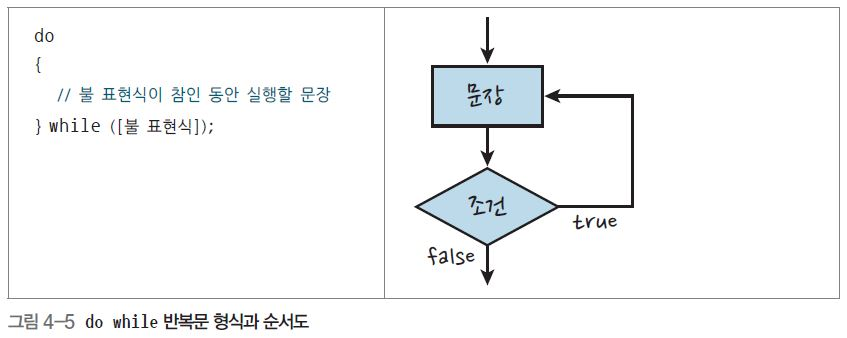 do
{
// 불 표현식이 참인 동안 실행할 문장
} while ([불 표현식]);
문장
조건
true
false
그림 4-5 do while 반복문 형식과 순서도